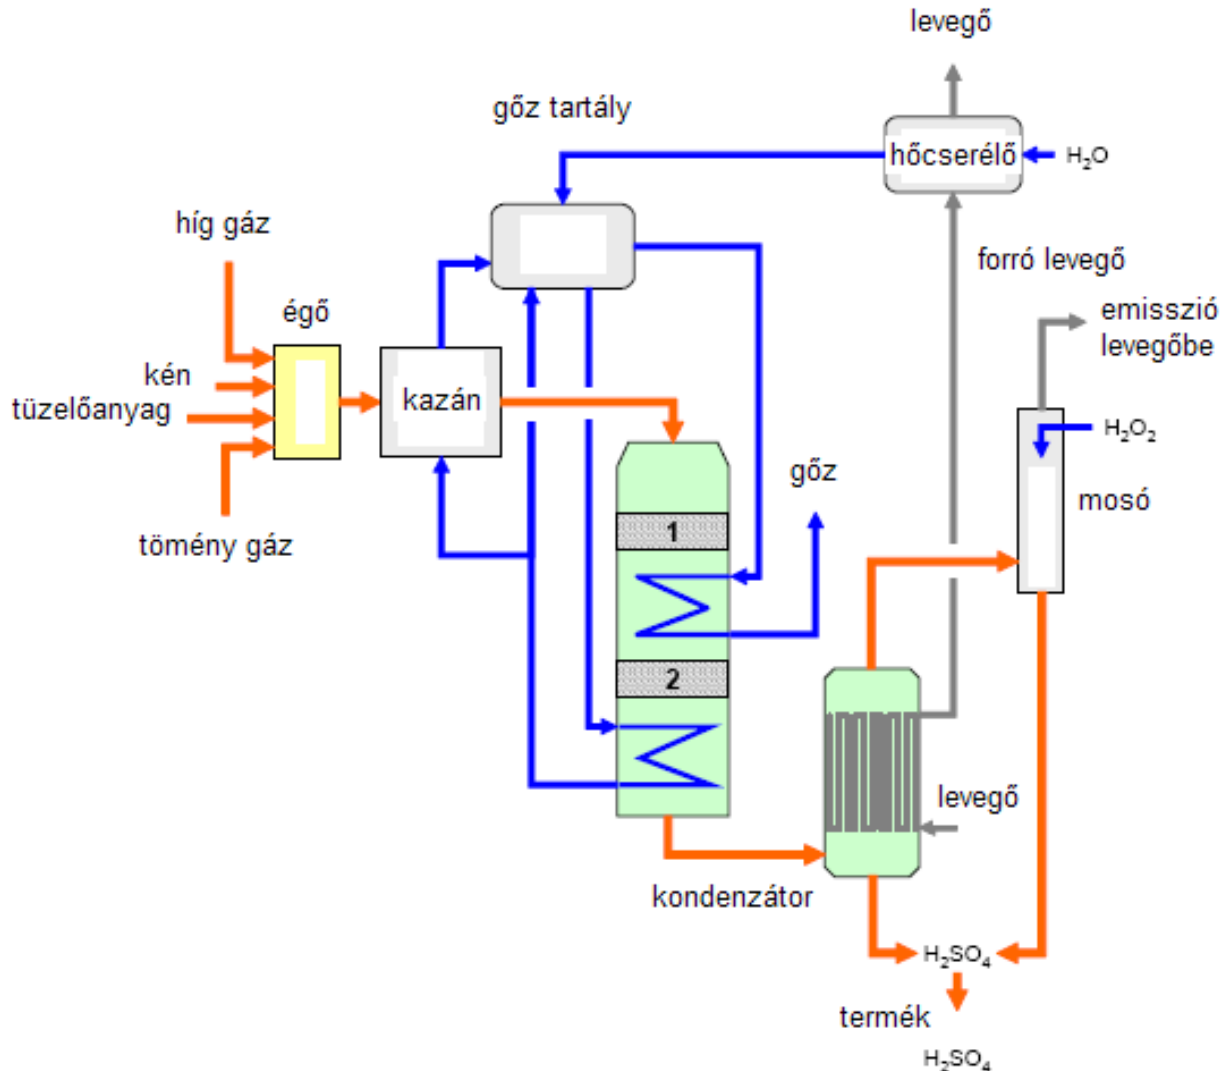 levegő
gőz tartály
hőcserélő
H₂O
híg gáz
forró levegő
égő
emisszió
levegőbe
kén
tüzelőanyag
kazán
H₂O₂
gőz
mosó
tömény gáz
1
2
levegő
kondenzátor
H₂SO₄
termék
H₂SO₄